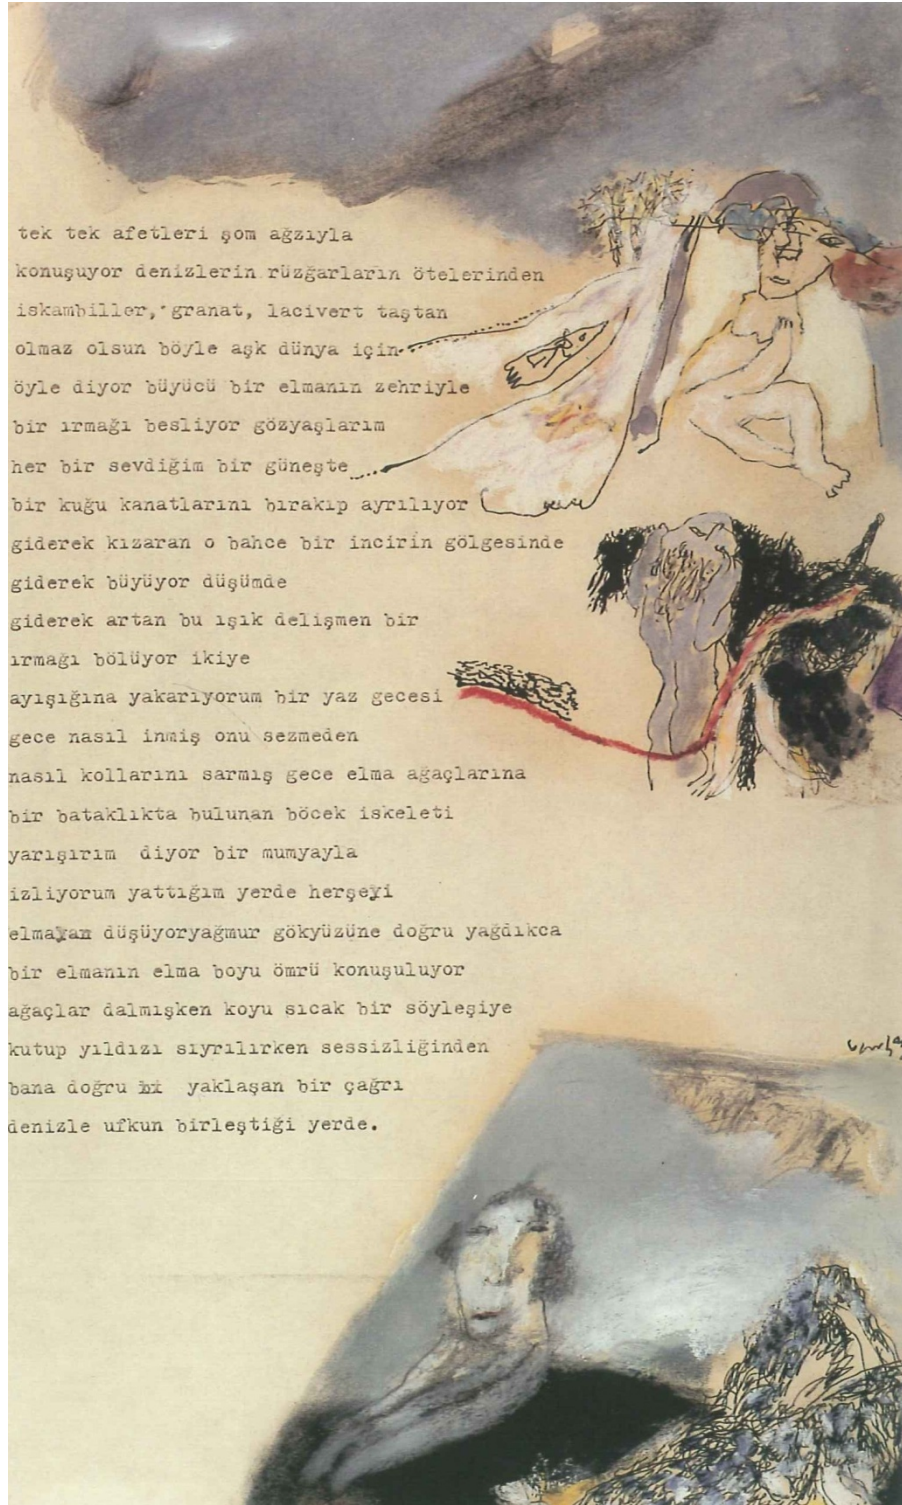 tek tek afetleri şom ağzıyla
konuşuyor denizlerin rüzğarların ötelerinden
iskambiller, granat, lacivert taştan
olmaz olsun böyle aşk dünya için
öyle diyor büyücü bir elmanın zehriyle
bir ırmağı besliyor gözyaşlarım
her bir sevdiğim bir güneşte
bir kuğu kanatlarını bırakıp ayrılıyor
giderek kızaran o bahce bir incirin gölgesinde
giderek büyüyor düşümde
giderek artan bu ışık delişmen bir
ırmağı bölüyor ikiye
ayışığına yakarıyorum bir yaz gecesi
gece nasıl inmiş onu sezmeden
nasıl kollarını sarmış gece elma ağaçlarına
bir bataklıkta bulunan böcek iskeleti
yarışırım diyor bir mumyayla
izliyorum yattığım yerde herşeyi
düşüyoryağmur gökyüzüne doğru yağdıkca
bir elmanın elma boyu ömrü konuşuluyor
ağaçlar dalmışken koyu sıcak bir söyleşiye
kutup yıldızı sıyrılırken sessizliğinden
bana doğru yaklaşan bir çağrı
denizle ufkun birleştiği yerde.